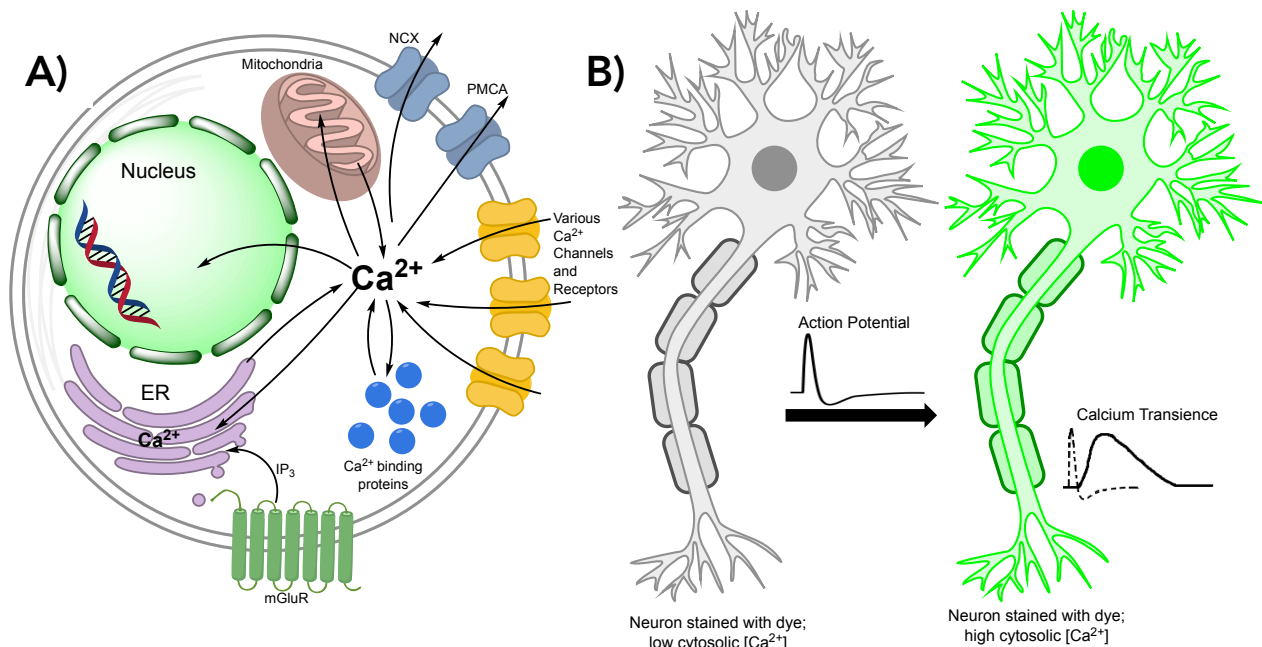 A)
NCX
Mitochondria
PMCA
Nucleus
Various
Ca²⁺
Channels
and
Receptors
Ca²⁺
ER
Ca²⁺
IP₃
Ca²⁺ binding
proteins
mGluR
B)
Action Potential
Calcium Transience
Neuron stained with dye;
low cytosolic [Ca²⁺]
Neuron stained with dye;
high cytosolic [Ca²⁺]